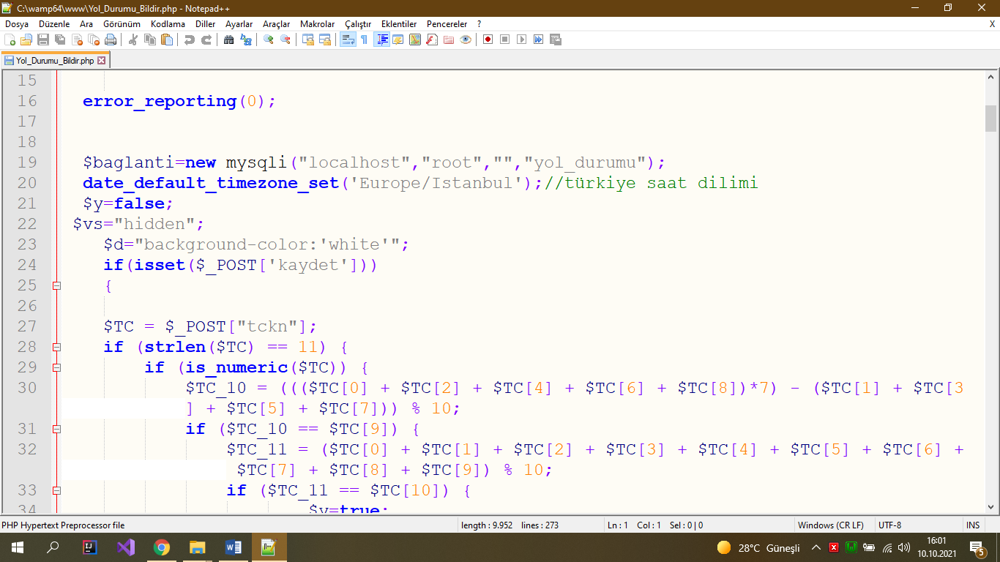 C:\wamp64\www\Yol_Durumu_Bildir.php - Notepad++
Dosya Düzenle Ara Görünüm Kodlama Diller Ayarlar Araçlar Makrolar Çalıştır Eklentiler Pencereler ? X
Yol_Durumu_Bildir.php
15
16 error_reporting(0);
17
18
19 $baglanti=new mysqli("localhost","root","","yol_durumu");
20 date_default_timezone_set('Europe/Istanbul');//türkiye saat dilimi
21 $y=false;
22 $vs="hidden";
23 $d="background-color:'white'";
24 if(isset($_POST['kaydet']))
25 {
26
27 $TC = $_POST["tckn"];
28 if (strlen($TC) == 11) {
29 if (is_numeric($TC)) {
30 $TC_10 = ((($TC[0] + $TC[2] + $TC[4] + $TC[6] + $TC[8])*7) - ($TC[1] + $TC[3
] + $TC[5] + $TC[7])) % 10;
31 if ($TC_10 == $TC[9]) {
32 $TC_11 = ($TC[0] + $TC[1] + $TC[2] + $TC[3] + $TC[4] + $TC[5] + $TC[6] +
$TC[7] + $TC[8] + $TC[9]) % 10;
33 if ($TC_11 == $TC[10]) {
34 $y=true;
PHP Hypertext Preprocessor file length : 9.952 lines : 273 Ln : 1 Col : 1 Sel : 0 | 0 Windows (CR LF) UTF-8 INS
28°C Güneşli 16:01
10.10.2021
5